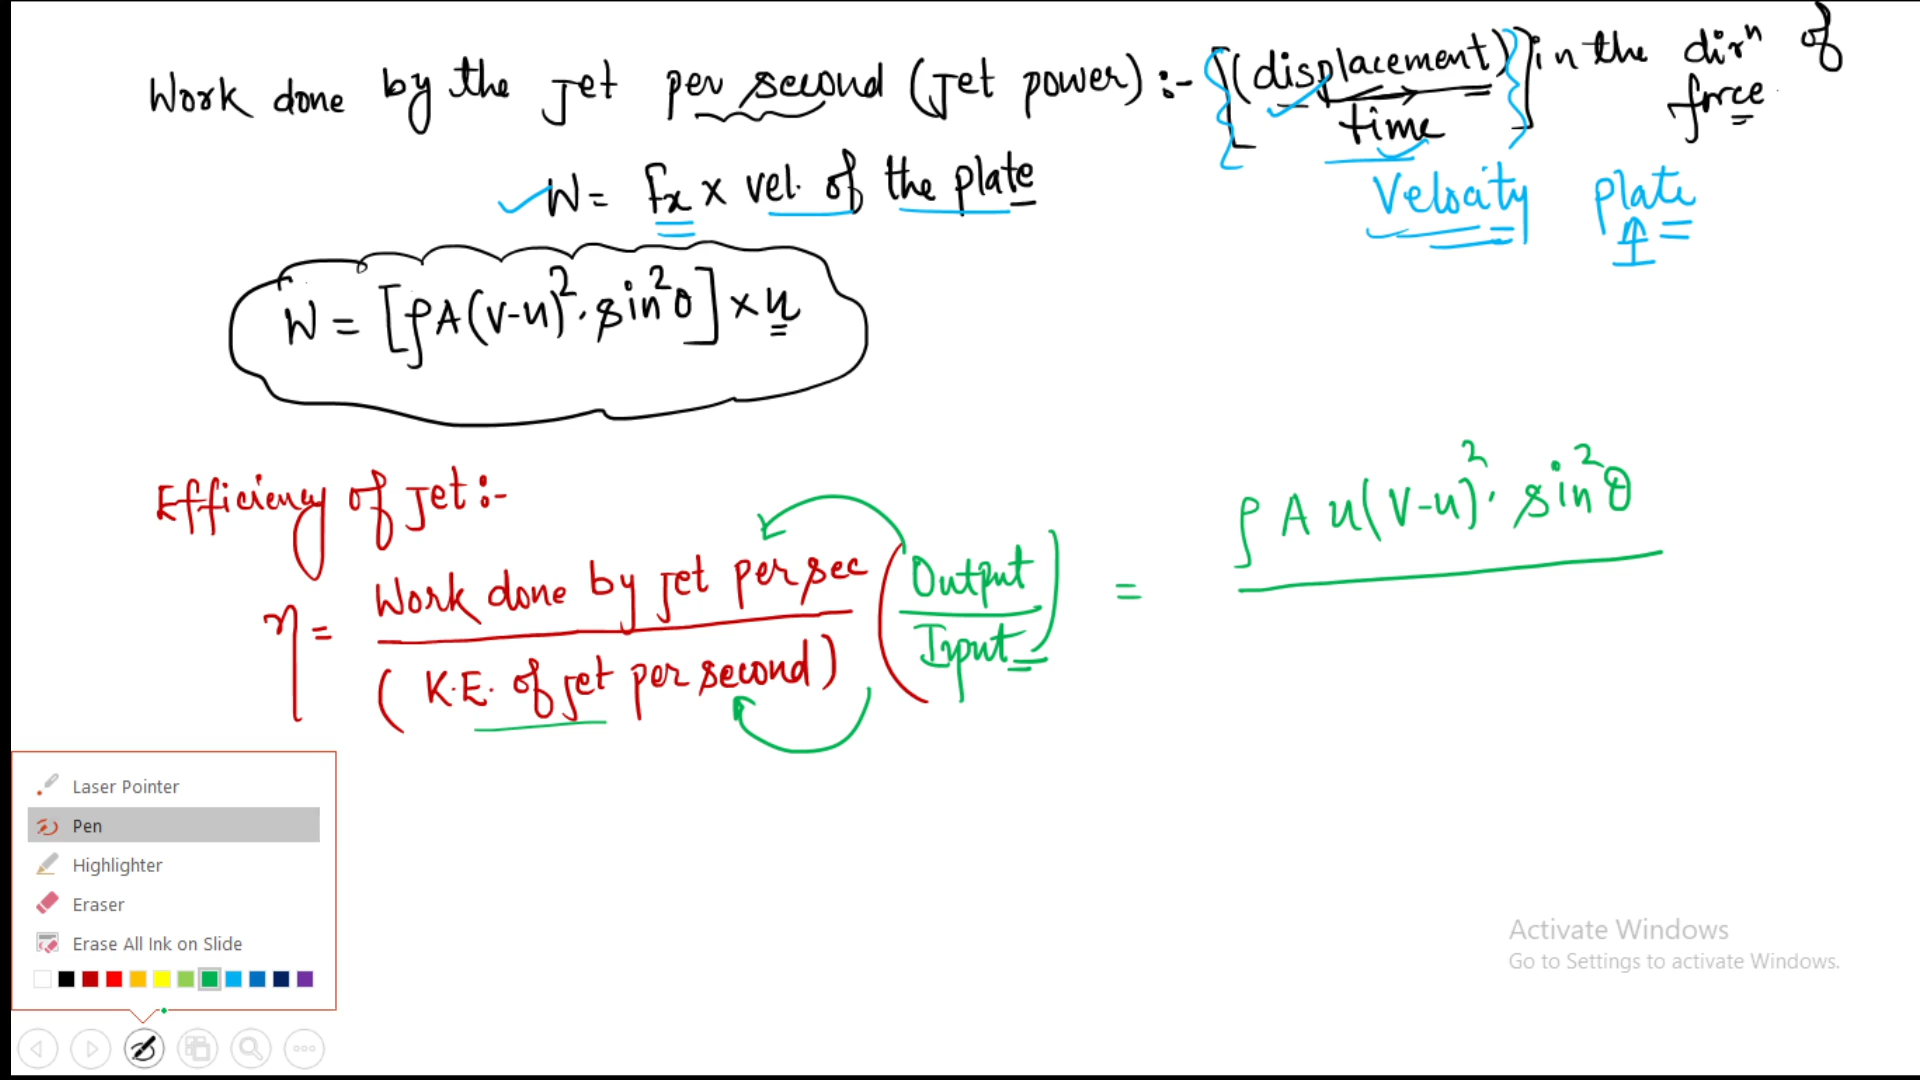 Work done by the jet per second (jet power) :- [(displacement)/time] in the dirⁿ of force
Velocity plate
W = Fx x vel. of the plate
W = [ρA(V-u)². sin²θ] x u
Efficiency of jet :-
η = Work done by jet per sec / (K.E. of jet per second) (Output / Input) = ρ A u(V-u)². sin²θ
Laser Pointer
Pen
Highlighter
Eraser
Erase All Ink on Slide
Activate Windows
Go to Settings to activate Windows.